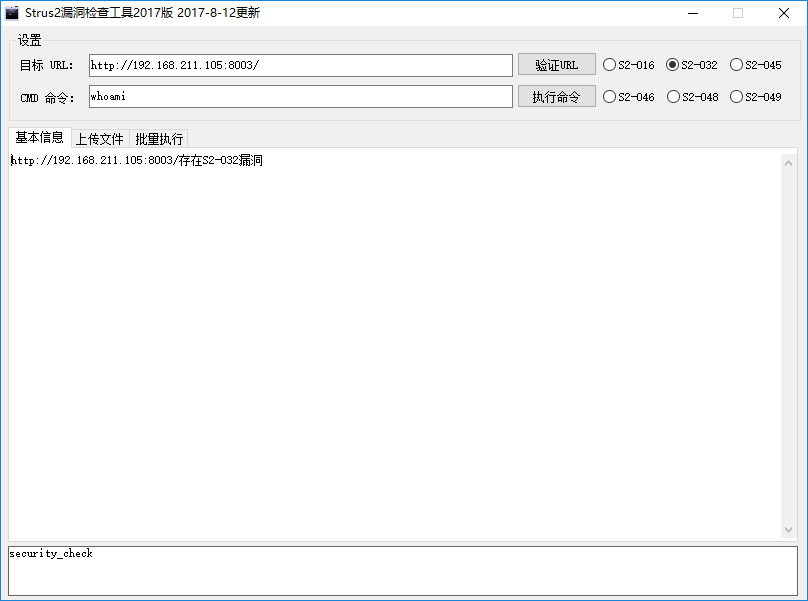 Strus2漏洞检查工具2017版 2017-8-12更新
设置
目标 URL: http://192.168.211.105:8003/ 验证URL S2-016 S2-032 S2-045
CMD 命令: whoami 执行命令 S2-046 S2-048 S2-049
基本信息 上传文件 批量执行
http://192.168.211.105:8003/存在S2-032漏洞
security_check